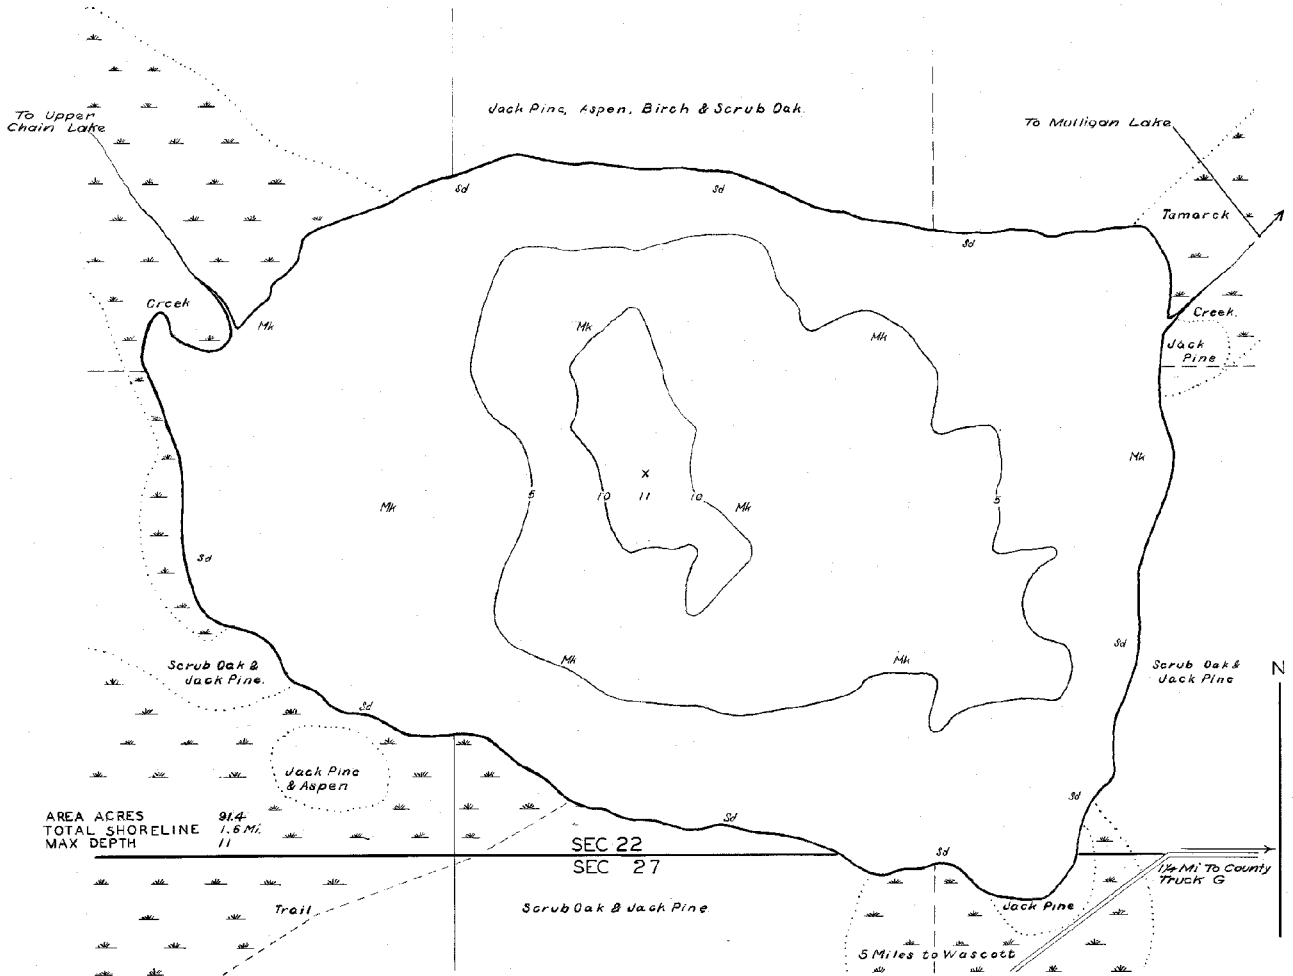 Jack Pine, Aspen, Birch & Scrub Oak.
To Upper
Chain Lake
To Mulligan Lake
Sd
Sd
Tamarck
Sd
Creek
Creek.
Mk
Mk
Mk
Jack
Pine
Mk
X
5
10
11
10
5
Mk
Mk
Sd
Sd
Mk
Mk
Scrub Oak &
Jack Pine.
Scrub Oak &
Jack Pine
N
Sd
Jack Pine
& Aspen
Sd
AREA ACRES 91.4
TOTAL SHORELINE 1.6 Mi.
MAX DEPTH 11
Sd
SEC 22
Sd
SEC 27
1¼ Mi To County
Truck G
Trail
Scrub Oak & Jack Pine
Jack Pine
5 Miles to Wascott